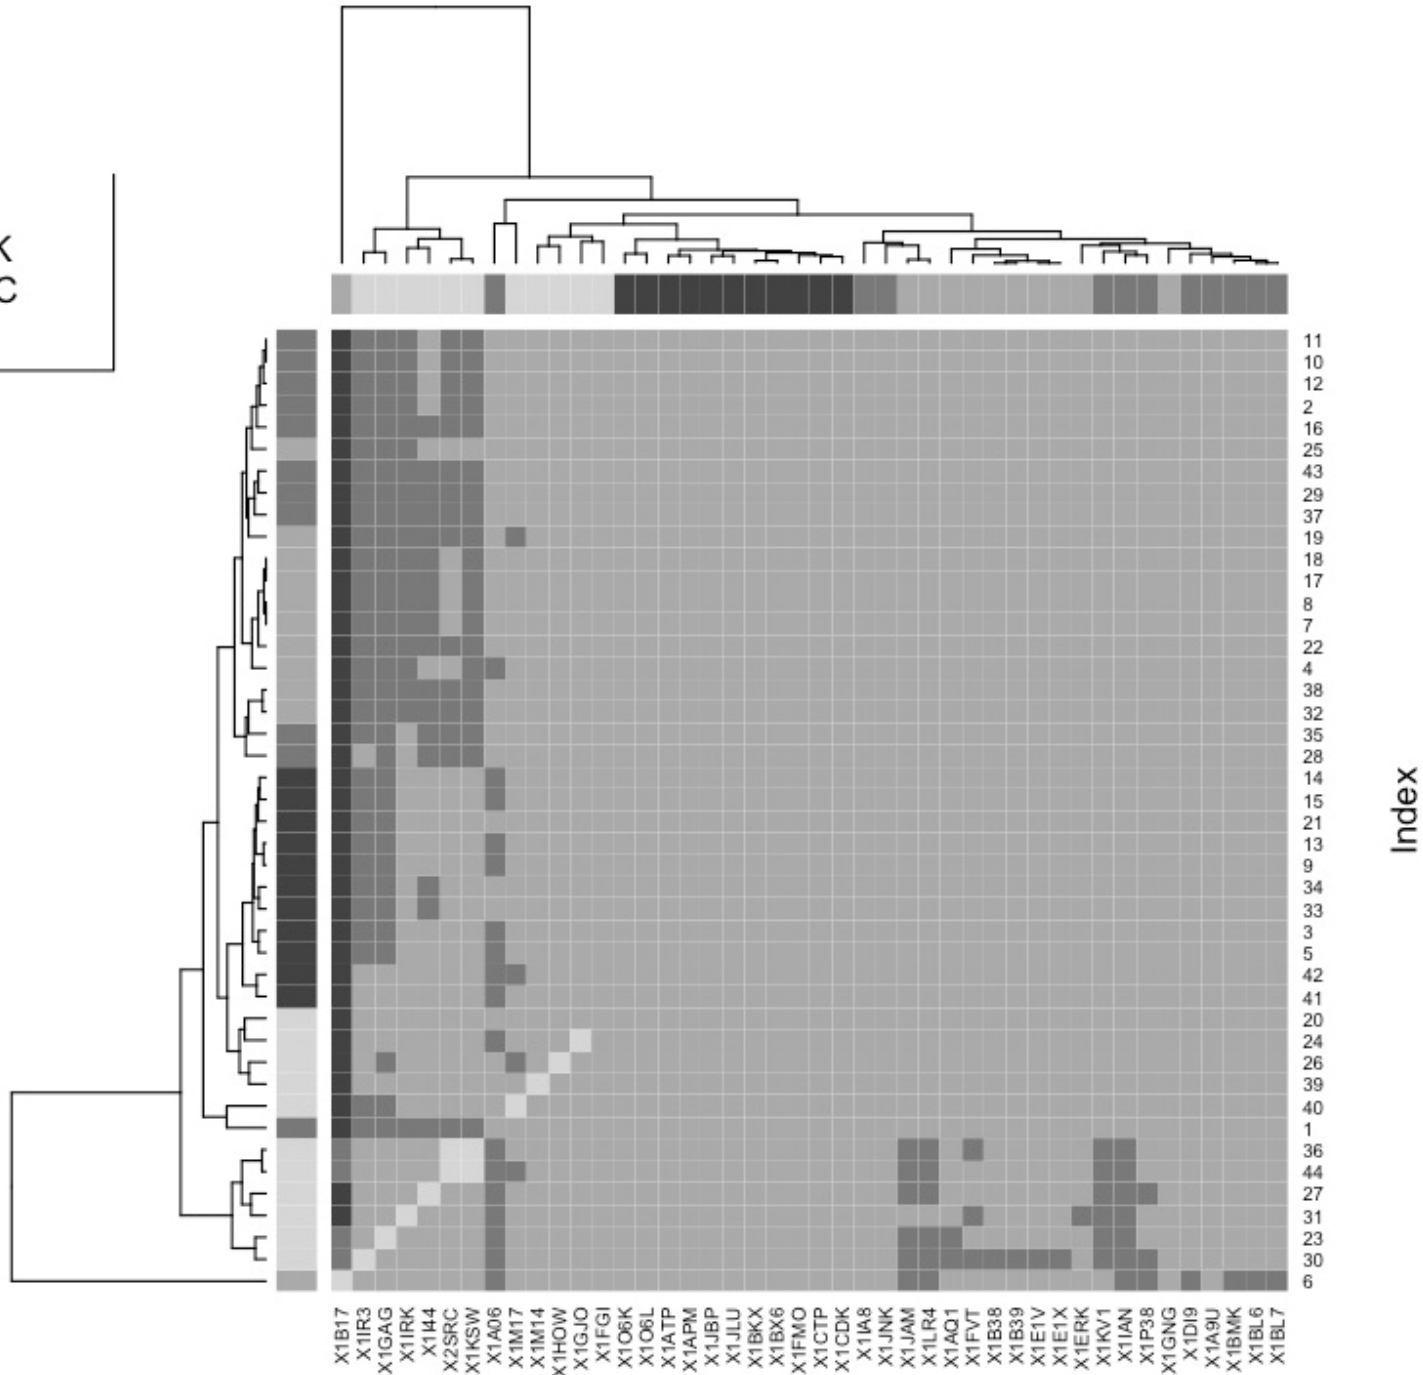 K
C
11
10
12
2
16
25
43
29
37
19
18
17
8
7
22
4
38
32
35
28
14
15
21
13
9
34
33
3
5
42
41
20
24
26
39
40
1
36
44
27
31
23
30
6
Index
X1B17
X1IR3
X1GAG
X1IRK
X1I44
X2SRC
X1KSW
X1A06
X1M17
X1M14
X1HOW
X1GJO
X1FGI
X1O6K
X1O6L
X1ATP
X1APM
X1JBP
X1JLU
X1BKX
X1BX6
X1FMO
X1CTP
X1CDK
X1IA8
X1JNK
X1JAM
X1LR4
X1AQ1
X1FVT
X1B38
X1B39
X1E1V
X1E1X
X1ERK
X1KV1
X1IAN
X1P38
X1GNG
X1DI9
X1A9U
X1BMK
X1BL6
X1BL7